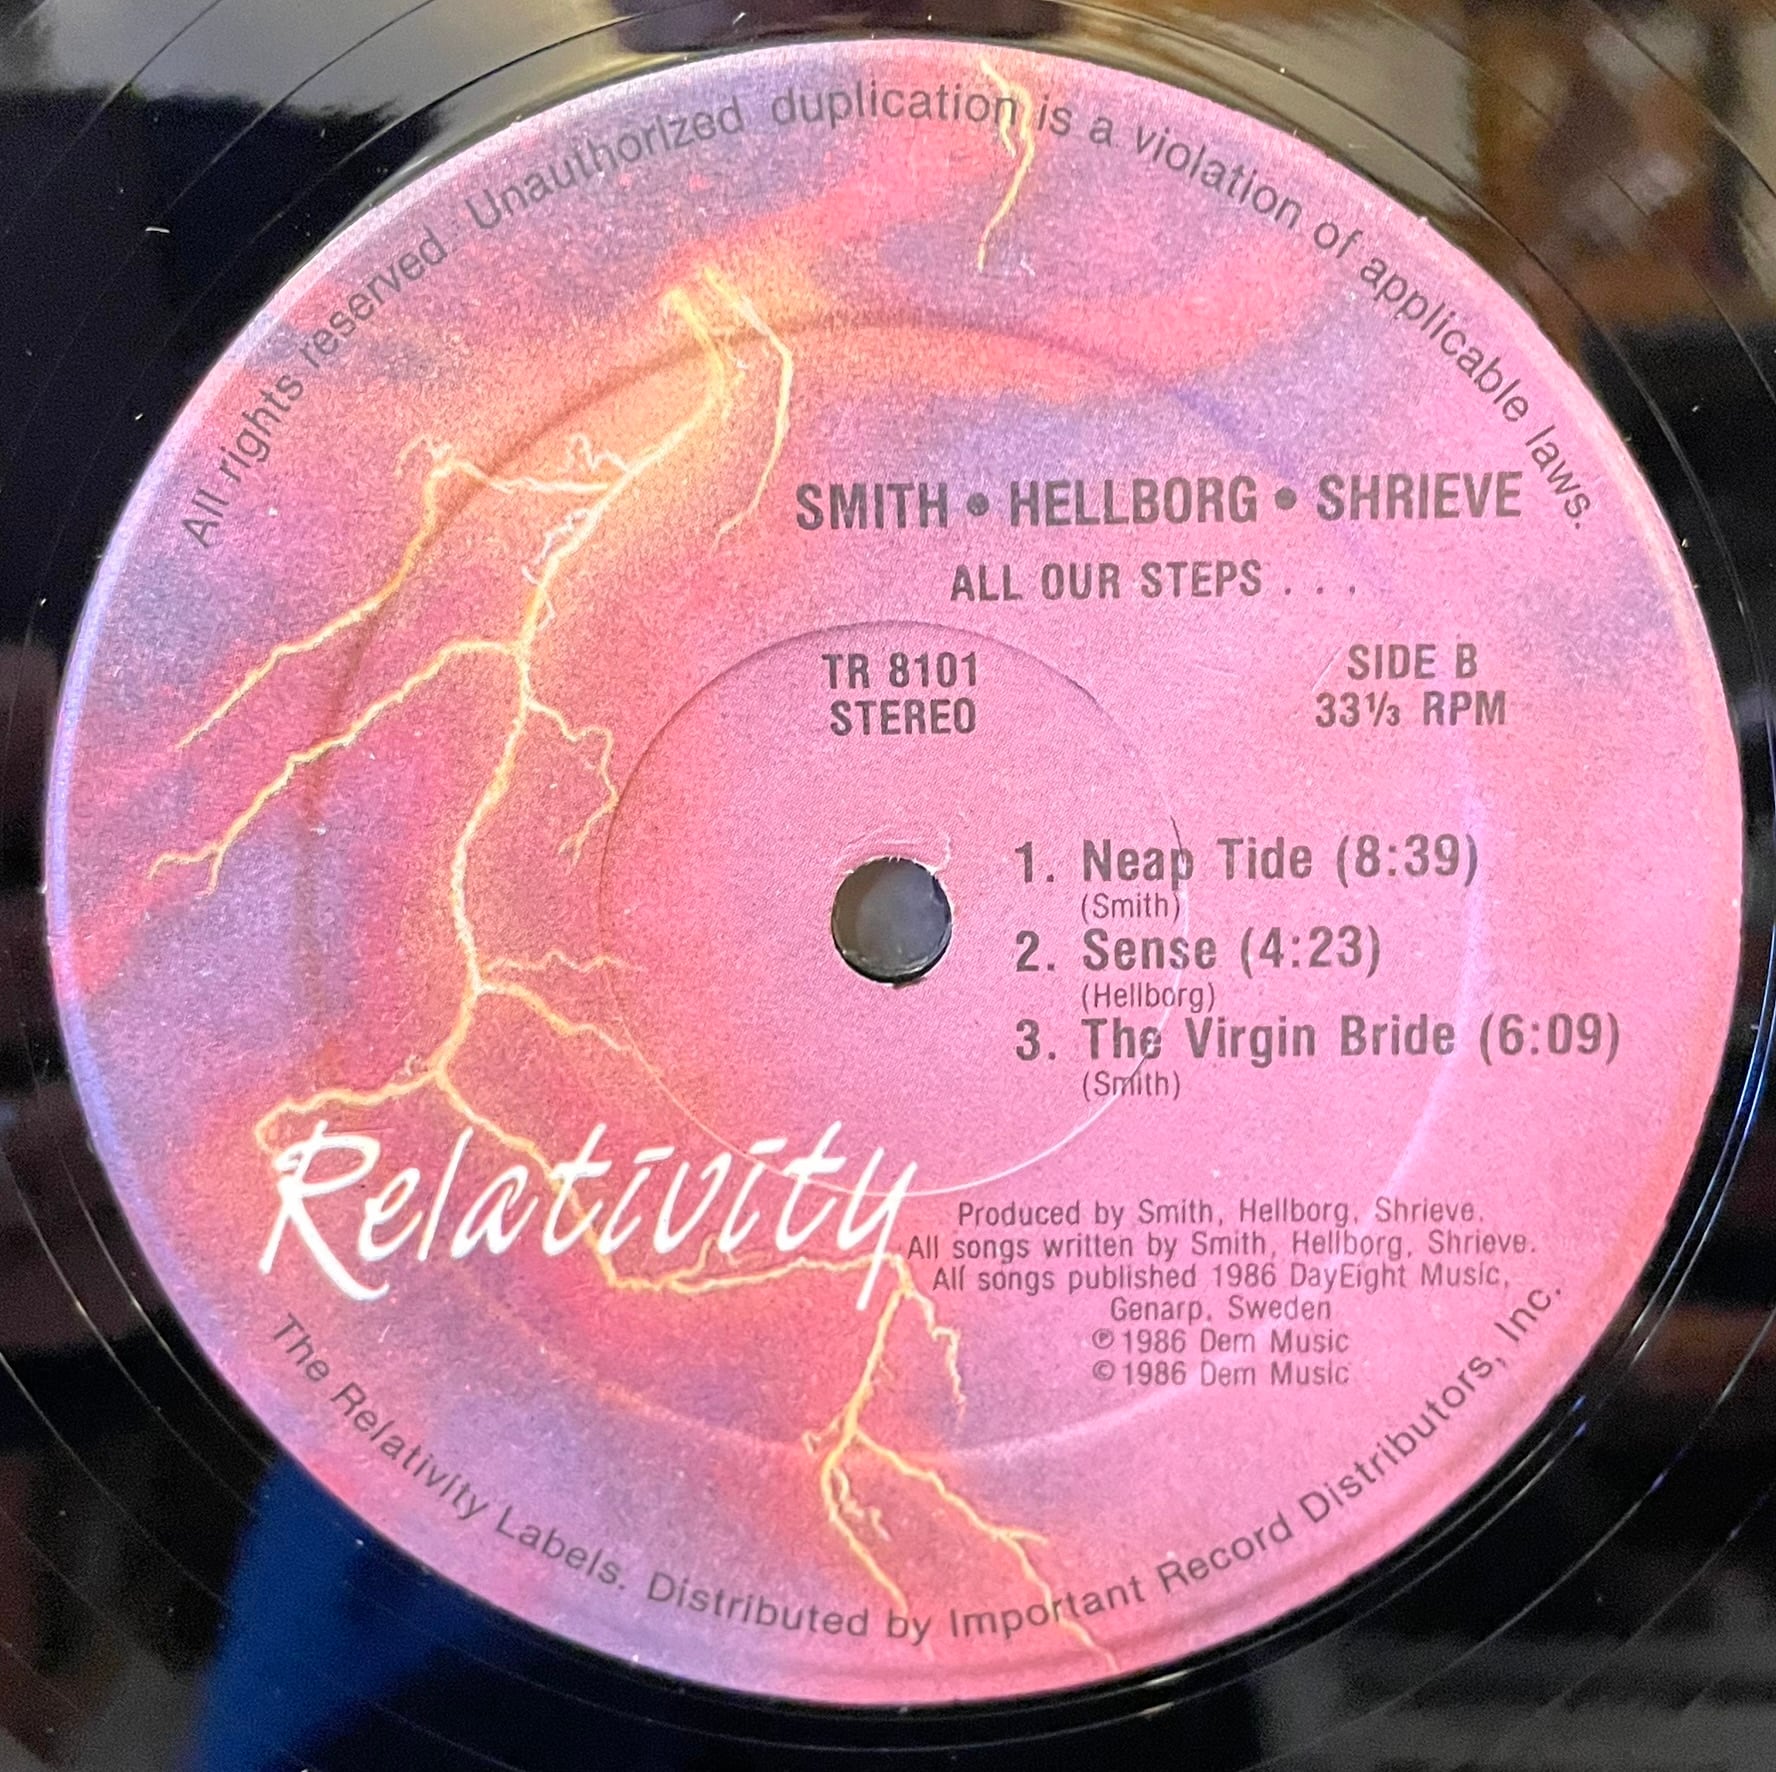 All rights reserved. Unauthorized duplication is a violation of applicable laws.
SMITH • HELLBORG • SHRIEVE
ALL OUR STEPS . . .
TR 8101
STEREO
SIDE B
33⅓ RPM
1. Neap Tide (8:39)
(Smith)
2. Sense (4:23)
(Hellborg)
3. The Virgin Bride (6:09)
(Smith)
Relativity
Produced by Smith, Hellborg, Shrieve.
All songs written by Smith, Hellborg, Shrieve.
All songs published 1986 DayEight Music,
Genarp, Sweden
℗ 1986 Dem Music
© 1986 Dem Music
The Relativity Labels. Distributed by Important Record Distributors, Inc.